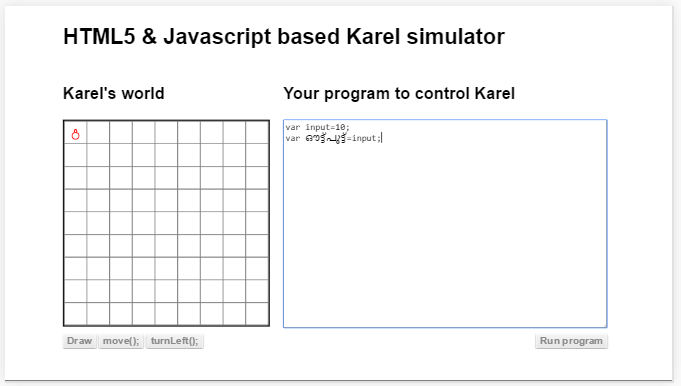 HTML5 & Javascript based Karel simulator
Karel's world
Your program to control Karel
var input=10;
var ഔട്ട്പുട്ട്=input;
Draw
move();
turnLeft();
Run program